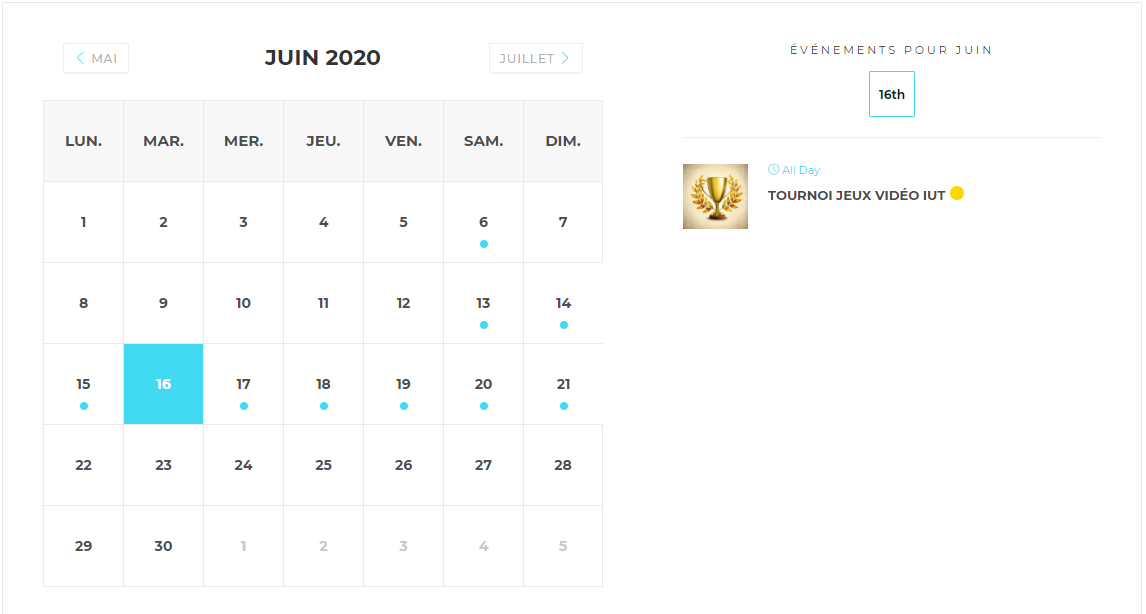 MAI
JUIN 2020
JUILLET
LUN. MAR. MER. JEU. VEN. SAM. DIM.
1 2 3 4 5 6 7
8 9 10 11 12 13 14
15 16 17 18 19 20 21
22 23 24 25 26 27 28
29 30 1 2 3 4 5
ÉVÉNEMENTS POUR JUIN
16th
All Day
TOURNOI JEUX VIDÉO IUT